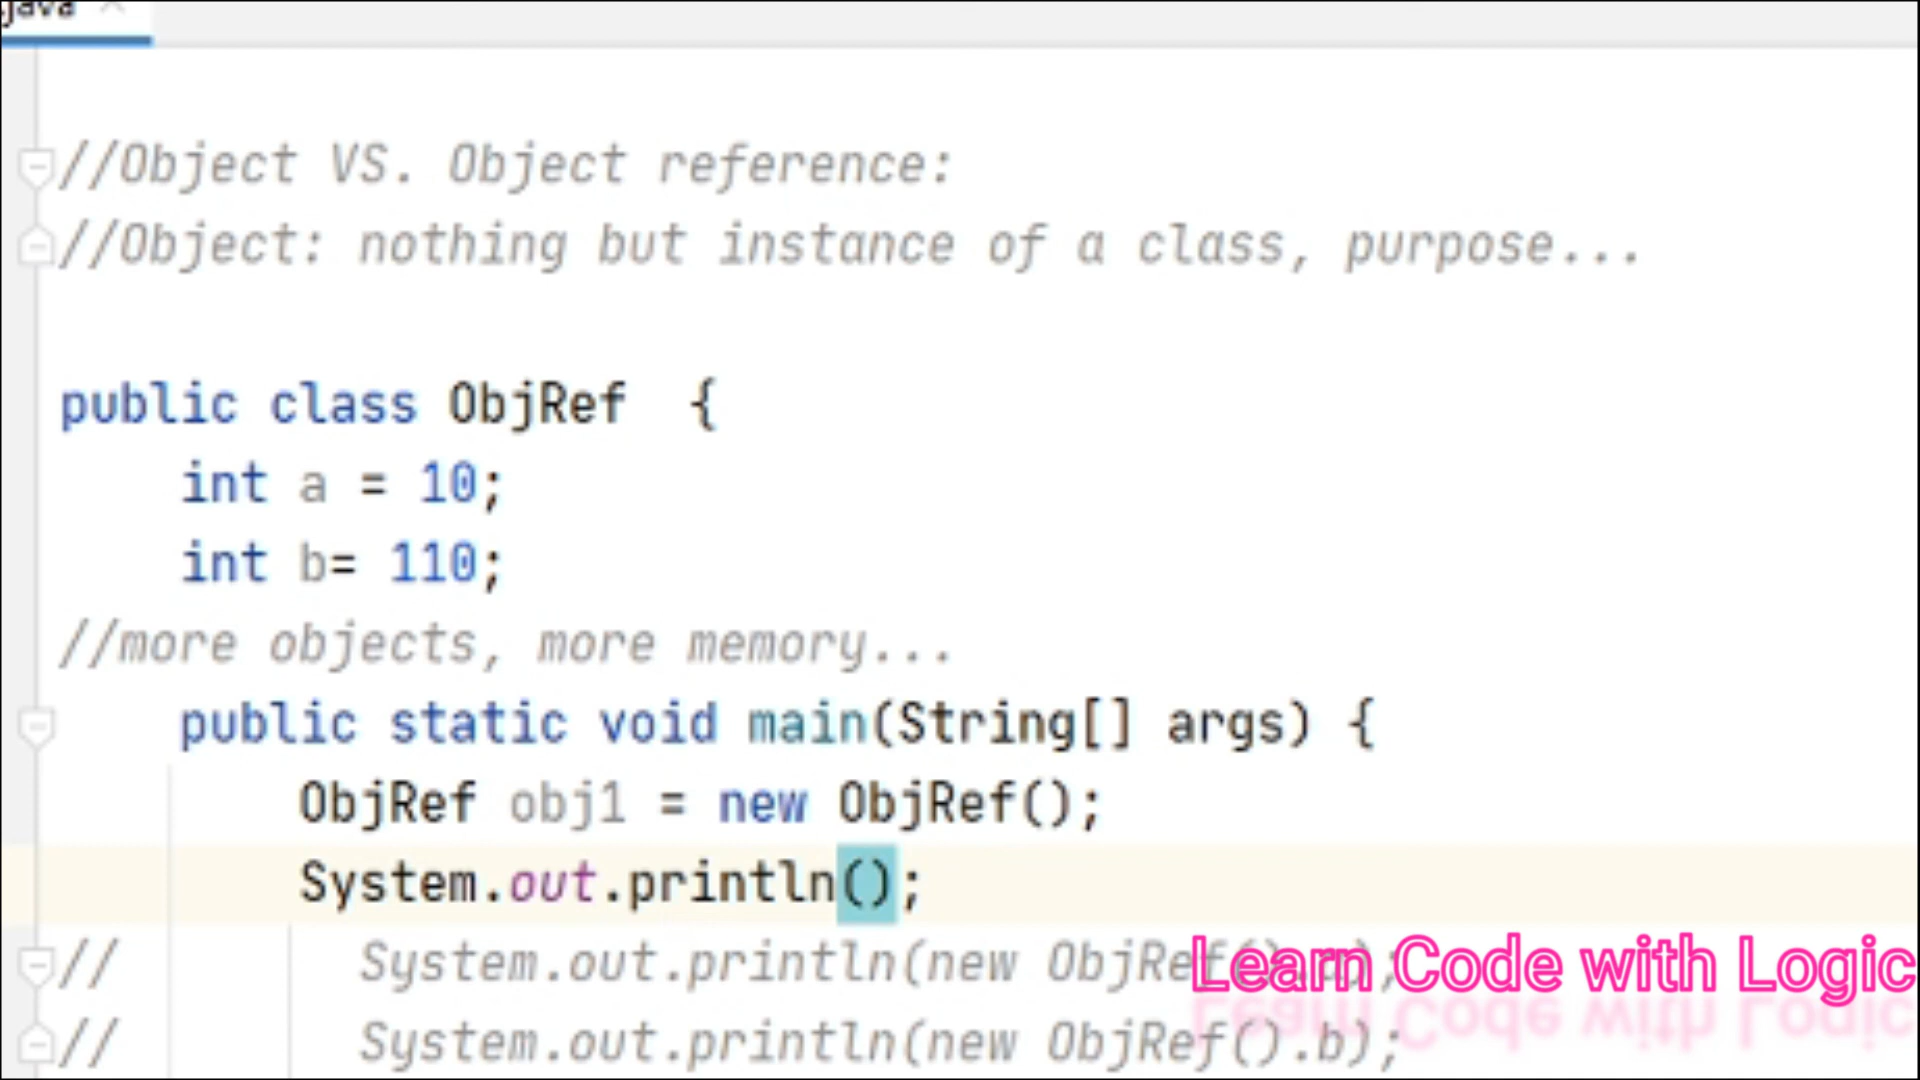 .java
//Object VS. Object reference:
//Object: nothing but instance of a class, purpose...
public class ObjRef  {
    int a = 10;
    int b= 110;
//more objects, more memory...
    public static void main(String[] args) {
        ObjRef obj1 = new ObjRef();
        System.out.println();
//        System.out.println(new ObjRef
Learn Code with Logic
//        System.out.println(new ObjRef().b);